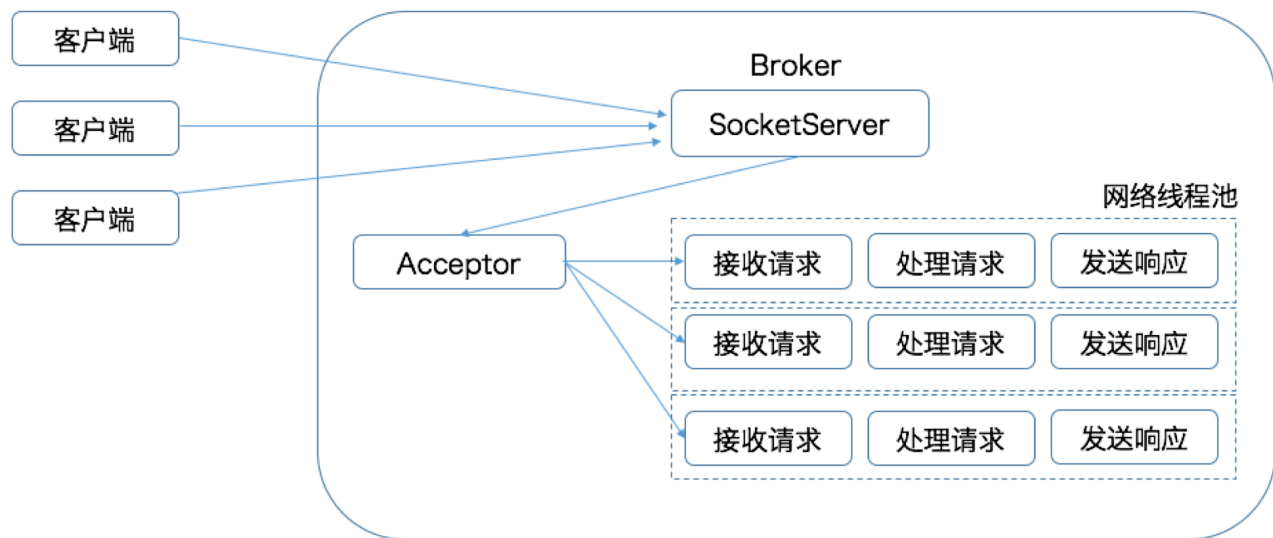 客户端
客户端
客户端
Broker
SocketServer
网络线程池
Acceptor
接收请求 处理请求 发送响应
接收请求 处理请求 发送响应
接收请求 处理请求 发送响应